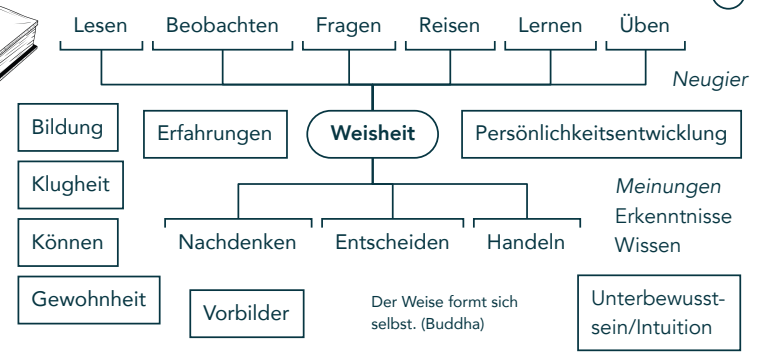 Lesen
Beobachten
Fragen
Reisen
Lernen
Üben
Neugier
Bildung
Erfahrungen
Weisheit
Persönlichkeitsentwicklung
Klugheit
Meinungen
Erkenntnisse
Wissen
Können
Nachdenken
Entscheiden
Handeln
Gewohnheit
Vorbilder
Der Weise formt sich
selbst. (Buddha)
Unterbewusst-
sein/Intuition